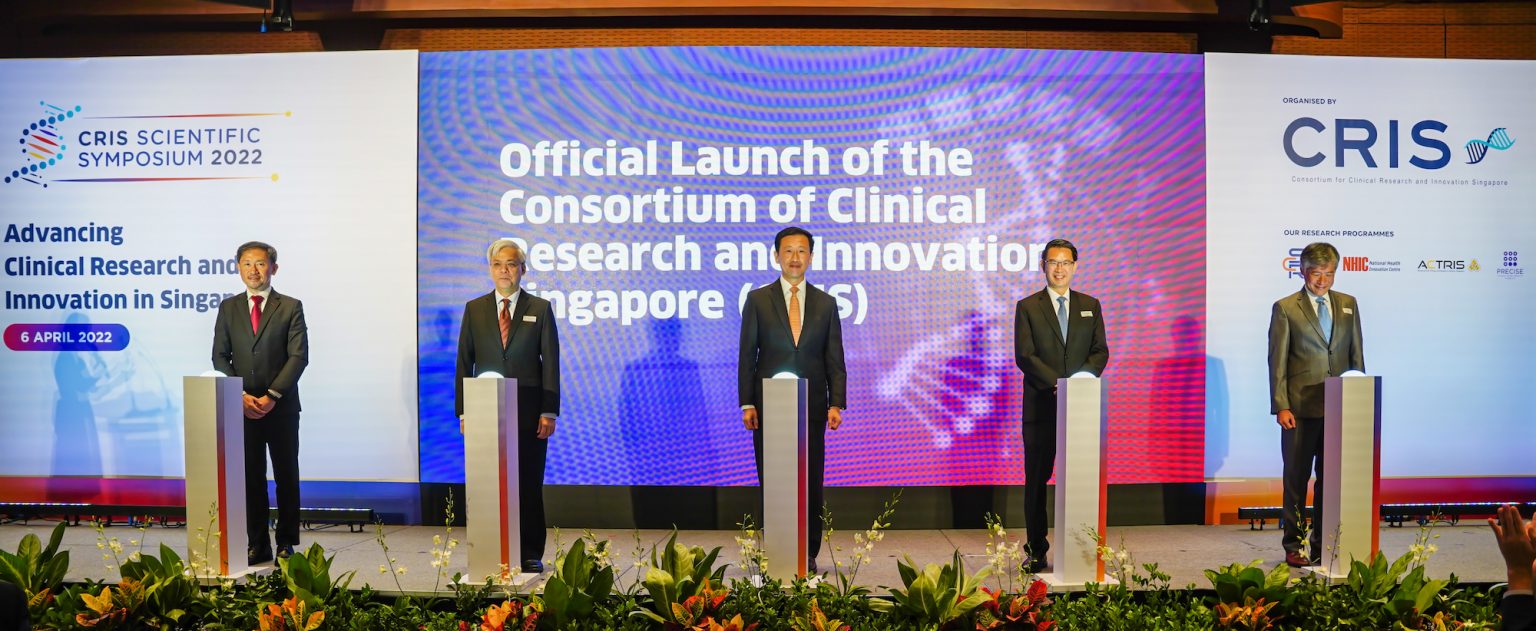 CRIS SCIENTIFIC
SYMPOSIUM 2022
Advancing
Clinical Research and
Innovation in Singap
6 APRIL 2022
Official Launch of the
Consortium of Clinical
Research and Innovation
Singapore (CRIS)
ORGANISED BY
CRIS
Consortium for Clinical Research and Innovation Singapore
OUR RESEARCH PROGRAMMES
NHIC National Health
Innovation Centre
ACTRIS
PRECISE